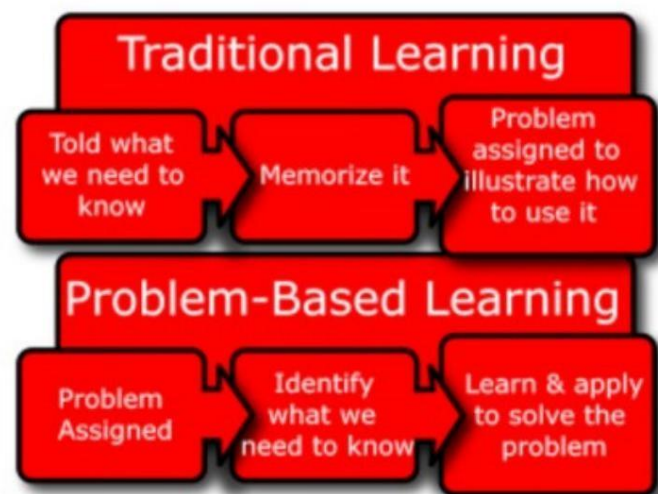 Traditional Learning
Told what
we need to
know
Memorize it
Problem
assigned to
illustrate how
to use it
Problem-Based Learning
Problem
Assigned
Identify
what we
need to know
Learn & apply
to solve the
problem